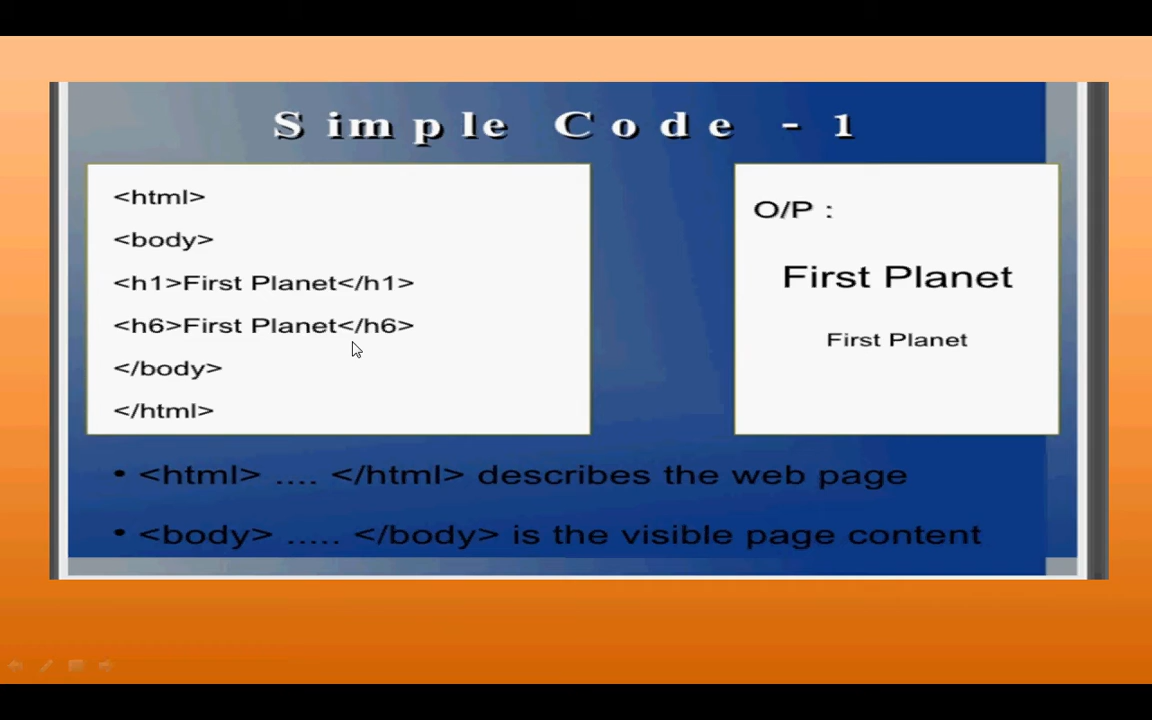 Simple Code - 1
<html>
<body>
<h1>First Planet</h1>
<h6>First Planet</h6>
</body>
</html>
O/P :
First Planet
First Planet
• <html> .... </html> describes the web page
• <body> ..... </body> is the visible page content